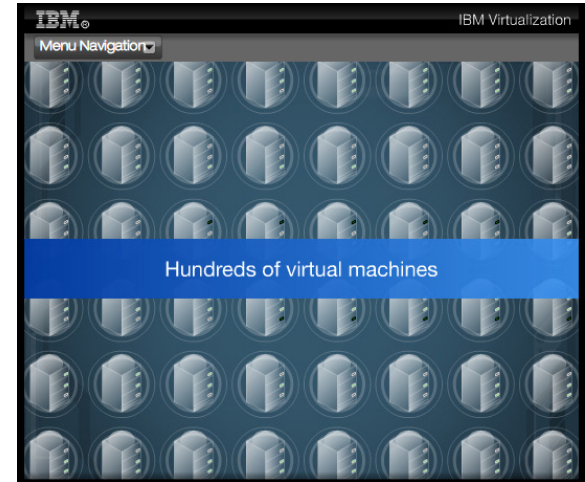 IBM®
IBM Virtualization
Menu Navigation
Hundreds of virtual machines